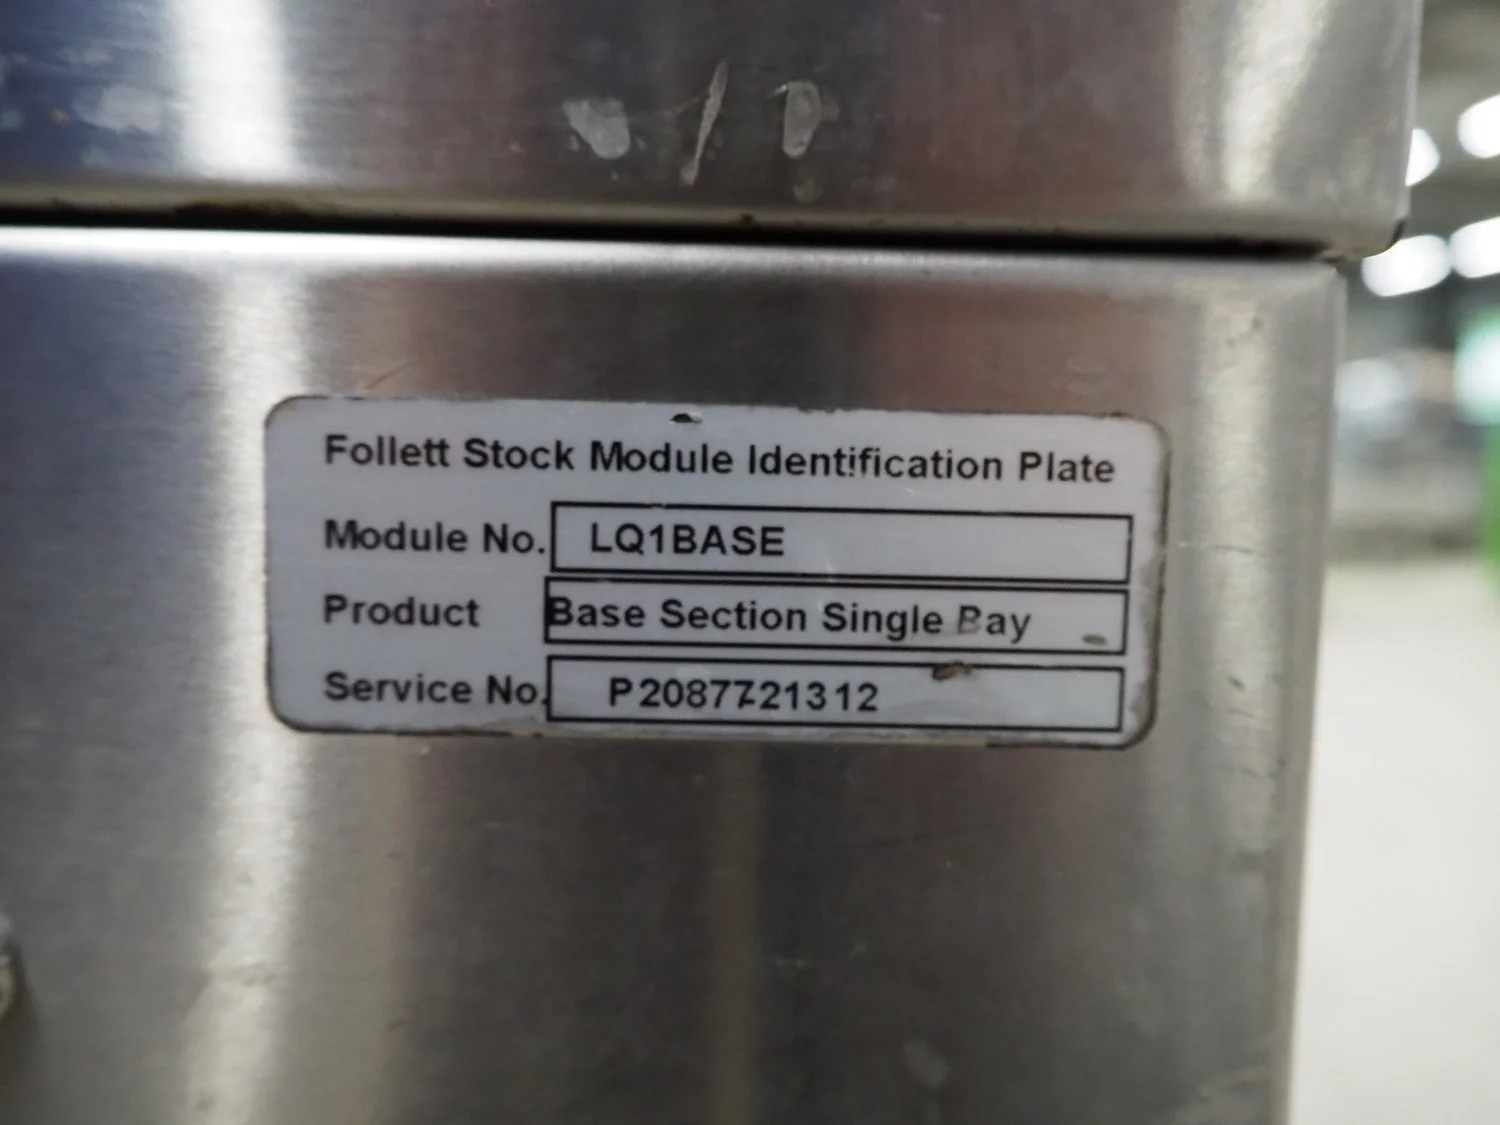 Follett Stock Module Identification Plate
Module No. LQ1BASE
Product Base Section Single Bay
Service No. P2087721312